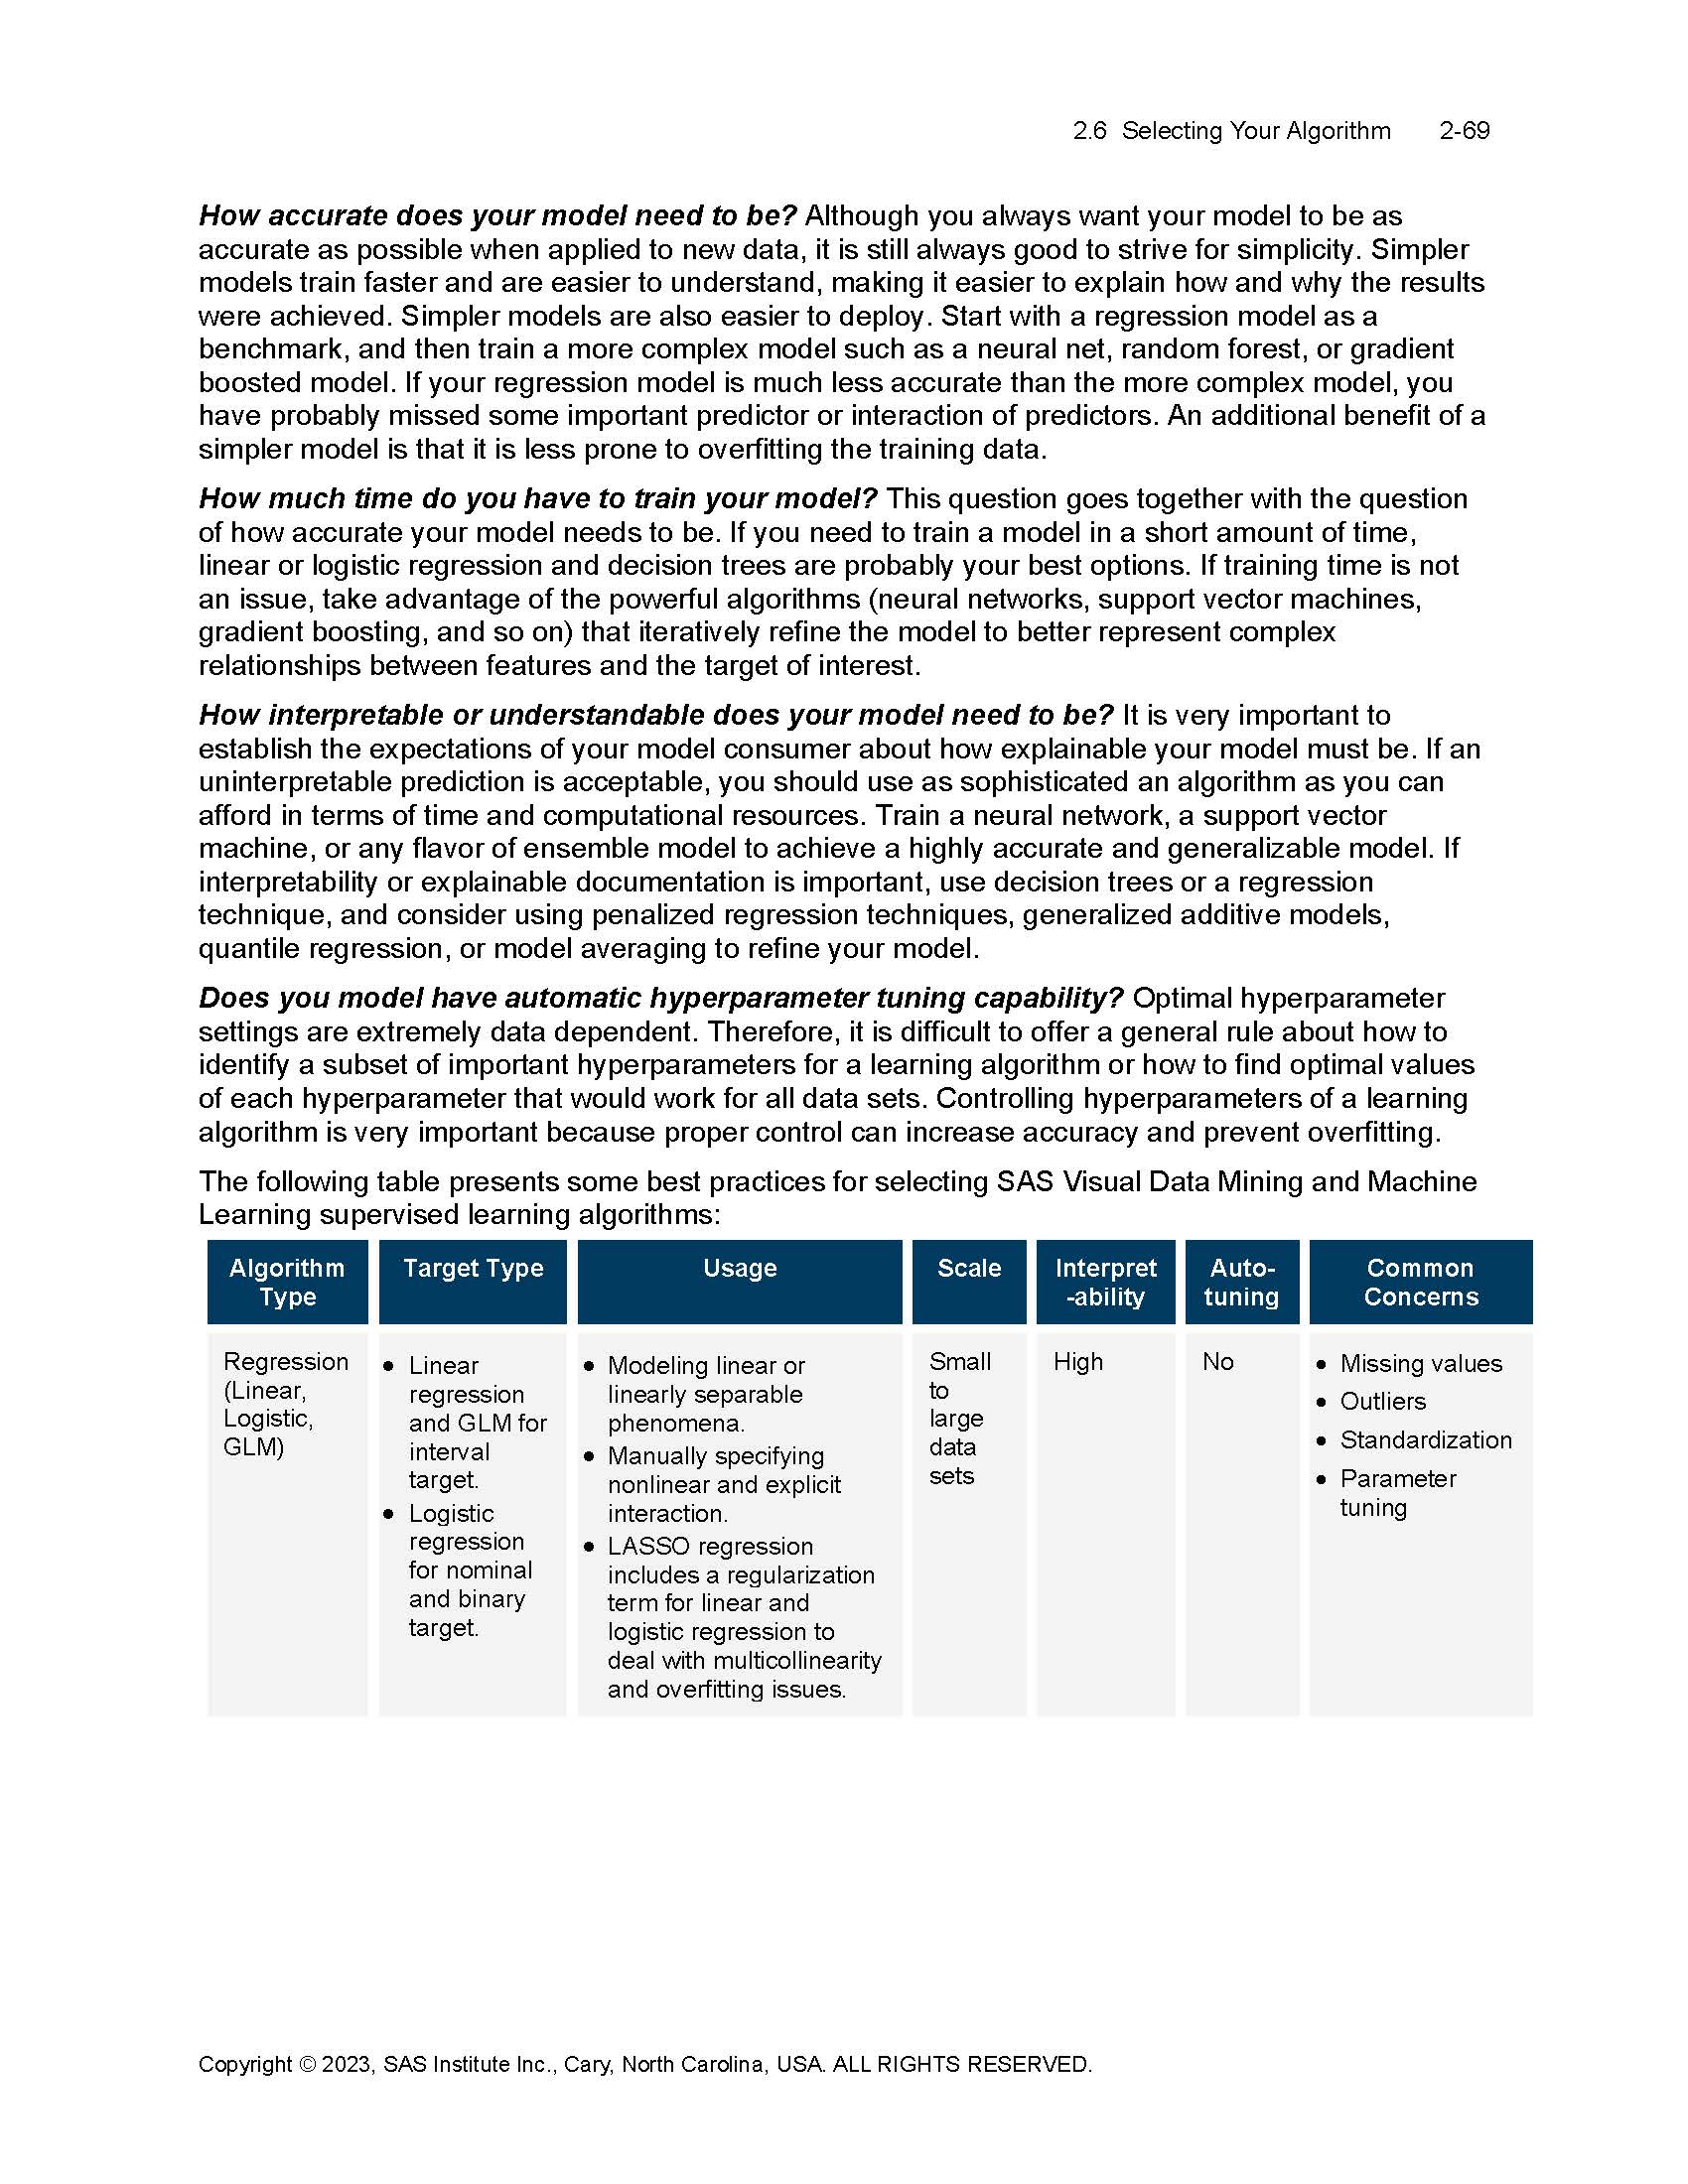 2.6 Selecting Your Algorithm 2-69
How accurate does your model need to be? Although you always want your model to be as
accurate as possible when applied to new data, it is still always good to strive for simplicity. Simpler
models train faster and are easier to understand, making it easier to explain how and why the results
were achieved. Simpler models are also easier to deploy. Start with a regression model as a
benchmark, and then train a more complex model such as a neural net, random forest, or gradient
boosted model. If your regression model is much less accurate than the more complex model, you
have probably missed some important predictor or interaction of predictors. An additional benefit of a
simpler model is that it is less prone to overfitting the training data.
How much time do you have to train your model? This question goes together with the question
of how accurate your model needs to be. If you need to train a model in a short amount of time,
linear or logistic regression and decision trees are probably your best options. If training time is not
an issue, take advantage of the powerful algorithms (neural networks, support vector machines,
gradient boosting, and so on) that iteratively refine the model to better represent complex
relationships between features and the target of interest.
How interpretable or understandable does your model need to be? It is very important to
establish the expectations of your model consumer about how explainable your model must be. If an
uninterpretable prediction is acceptable, you should use as sophisticated an algorithm as you can
afford in terms of time and computational resources. Train a neural network, a support vector
machine, or any flavor of ensemble model to achieve a highly accurate and generalizable model. If
interpretability or explainable documentation is important, use decision trees or a regression
technique, and consider using penalized regression techniques, generalized additive models,
quantile regression, or model averaging to refine your model.
Does you model have automatic hyperparameter tuning capability? Optimal hyperparameter
settings are extremely data dependent. Therefore, it is difficult to offer a general rule about how to
identify a subset of important hyperparameters for a learning algorithm or how to find optimal values
of each hyperparameter that would work for all data sets. Controlling hyperparameters of a learning
algorithm is very important because proper control can increase accuracy and prevent overfitting.
The following table presents some best practices for selecting SAS Visual Data Mining and Machine
Learning supervised learning algorithms:
Algorithm
Type
Target Type
Usage
Scale
Interpret
-ability
Auto-
tuning
Common
Concerns
Regression
(Linear,
Logistic,
GLM)
• Linear
regression
and GLM for
interval
target.
• Logistic
regression
for nominal
and binary
target.
• Modeling linear or
linearly separable
phenomena.
• Manually specifying
nonlinear and explicit
interaction.
• LASSO regression
includes a regularization
term for linear and
logistic regression to
deal with multicollinearity
and overfitting issues.
Small
to
large
data
sets
High
No
• Missing values
• Outliers
• Standardization
• Parameter
tuning
Copyright © 2023, SAS Institute Inc., Cary, North Carolina, USA. ALL RIGHTS RESERVED.